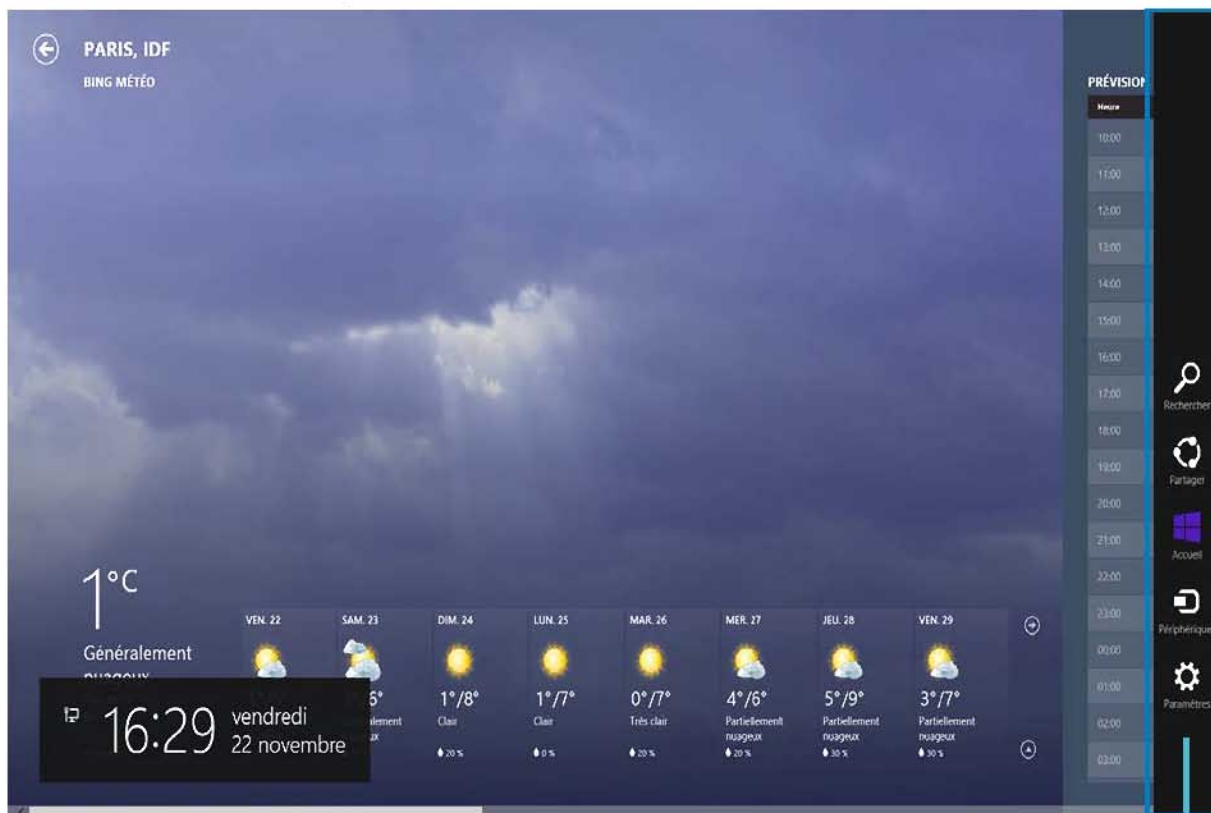 PARIS, IDF
BING MÉTÉO
PRÉVISION
Heure
10:00
11:00
12:00
13:00
14:00
15:00
16:00
17:00
18:00
19:00
20:00
21:00
22:00
23:00
00:00
01:00
02:00
03:00
Rechercher
Partager
Accueil
Périphérique
Paramètres
1°C
Généralement
nuageux
VEN. 22
SAM. 23
6°
DIM. 24
1°/8°
Clair
20 %
LUN. 25
1°/7°
Clair
0 %
MAR. 26
0°/7°
Très clair
20 %
MER. 27
4°/6°
Partiellement
nuageux
20 %
JEU. 28
5°/9°
Partiellement
nuageux
30 %
VEN. 29
3°/7°
Partiellement
nuageux
30 %
16:29
vendredi
22 novembre